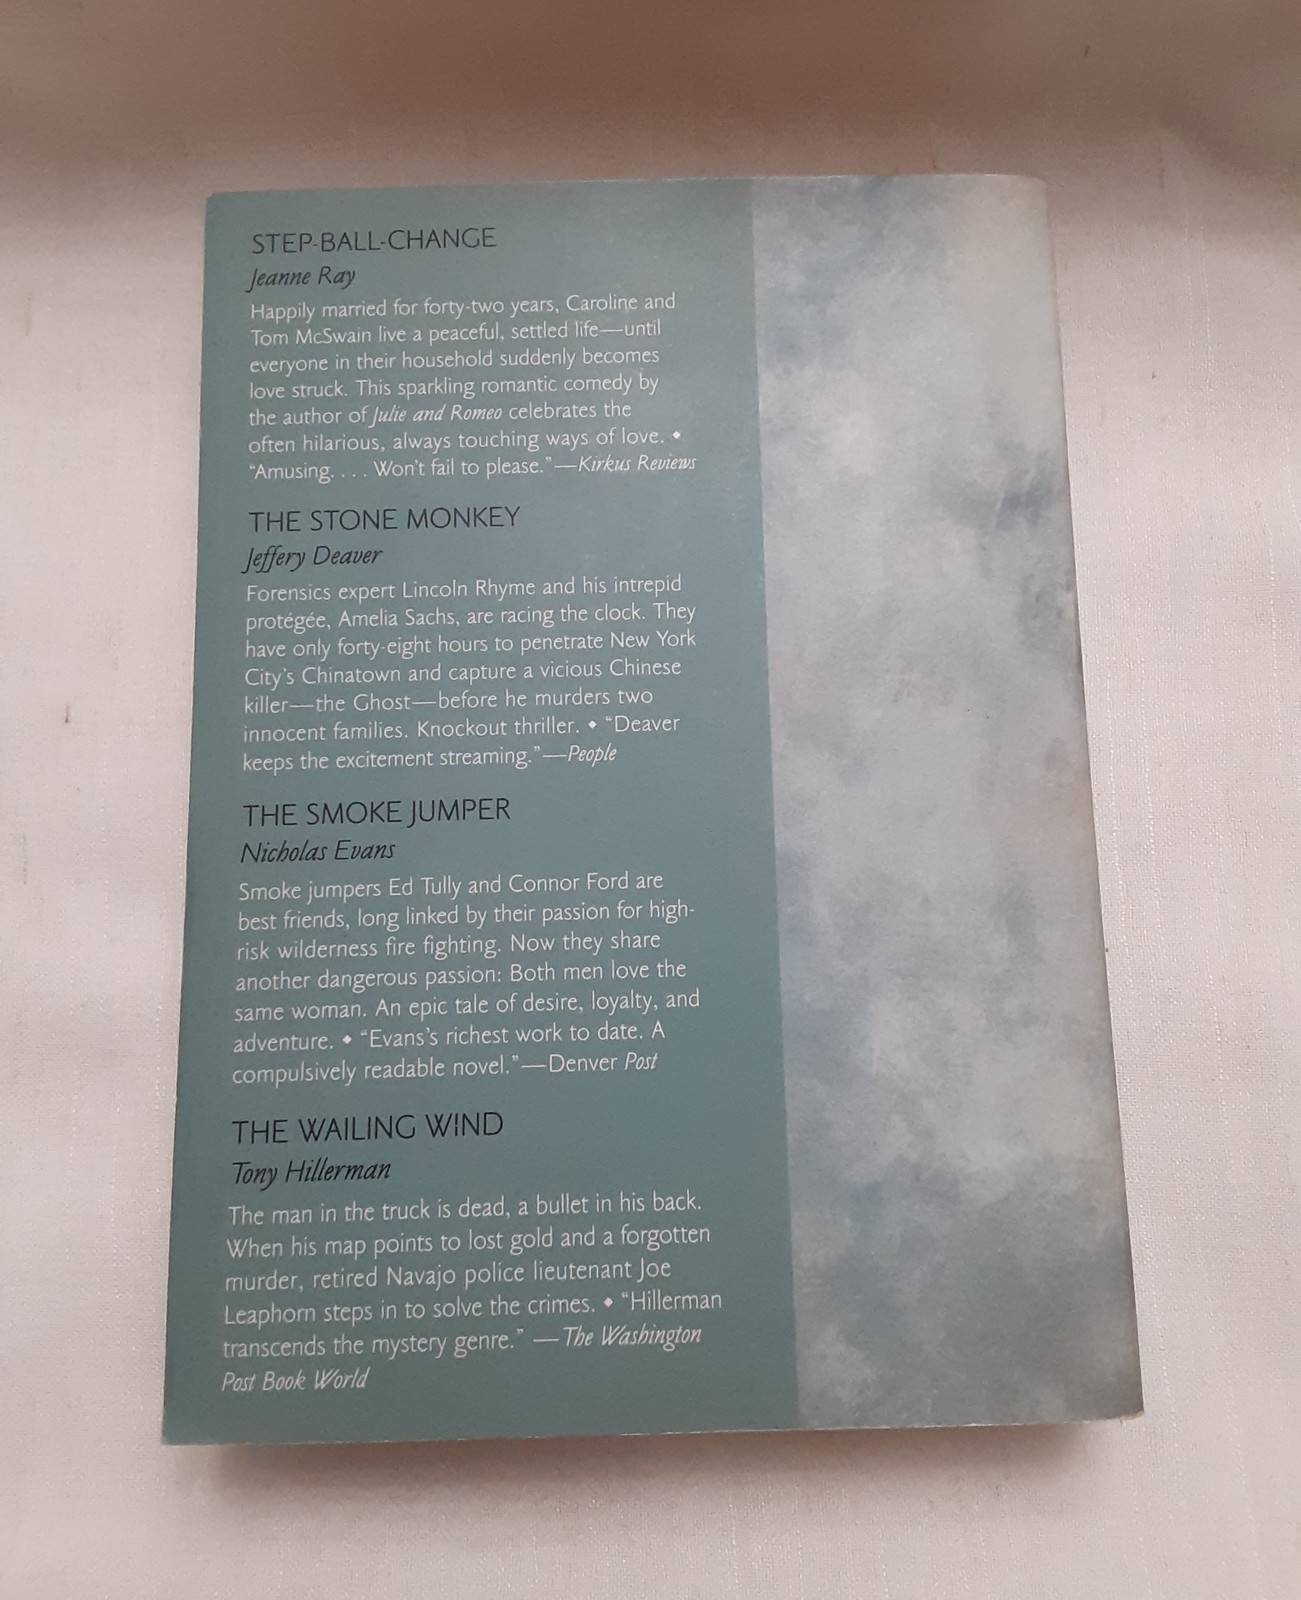 STEP-BALL-CHANGE
Jeanne Ray
Happily married for forty-two years, Caroline and
Tom McSwain live a peaceful, settled life—until
everyone in their household suddenly becomes
love struck. This sparkling romantic comedy by
the author of Julie and Romeo celebrates the
often hilarious, always touching ways of love. ◆
“Amusing. . . . Won’t fail to please.”—Kirkus Reviews
THE STONE MONKEY
Jeffery Deaver
Forensics expert Lincoln Rhyme and his intrepid
protégée, Amelia Sachs, are racing the clock. They
have only forty-eight hours to penetrate New York
City’s Chinatown and capture a vicious Chinese
killer—the Ghost—before he murders two
innocent families. Knockout thriller. ◆ “Deaver
keeps the excitement streaming.”—People
THE SMOKE JUMPER
Nicholas Evans
Smoke jumpers Ed Tully and Connor Ford are
best friends, long linked by their passion for high-
risk wilderness fire fighting. Now they share
another dangerous passion: Both men love the
same woman. An epic tale of desire, loyalty, and
adventure. ◆ “Evans’s richest work to date. A
compulsively readable novel.”—Denver Post
THE WAILING WIND
Tony Hillerman
The man in the truck is dead, a bullet in his back.
When his map points to lost gold and a forgotten
murder, retired Navajo police lieutenant Joe
Leaphorn steps in to solve the crimes. ◆ “Hillerman
transcends the mystery genre.” —The Washington
Post Book World